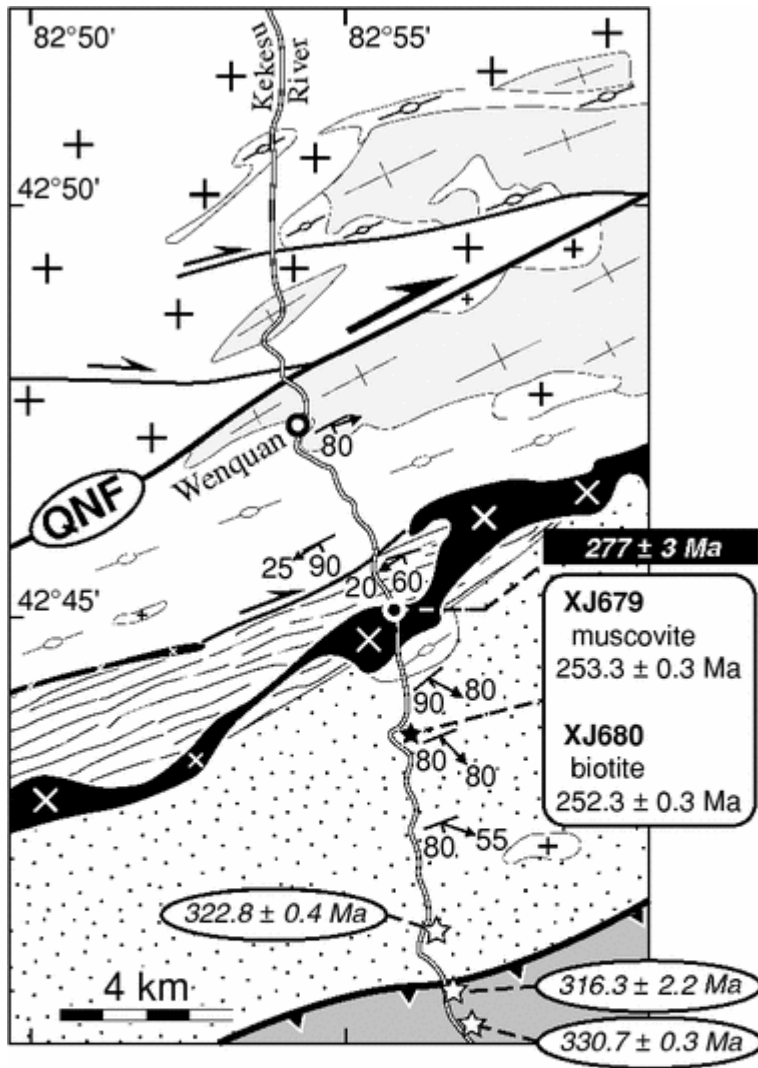 82°50'
82°55'
Kekesu
River
42°50'
80
Wenquan
QNF
25
90
20
60
42°45'
277 ± 3 Ma
XJ679
muscovite
253.3 ± 0.3 Ma
XJ680
biotite
252.3 ± 0.3 Ma
90
80
80
80
80
55
322.8 ± 0.4 Ma
4 km
316.3 ± 2.2 Ma
330.7 ± 0.3 Ma